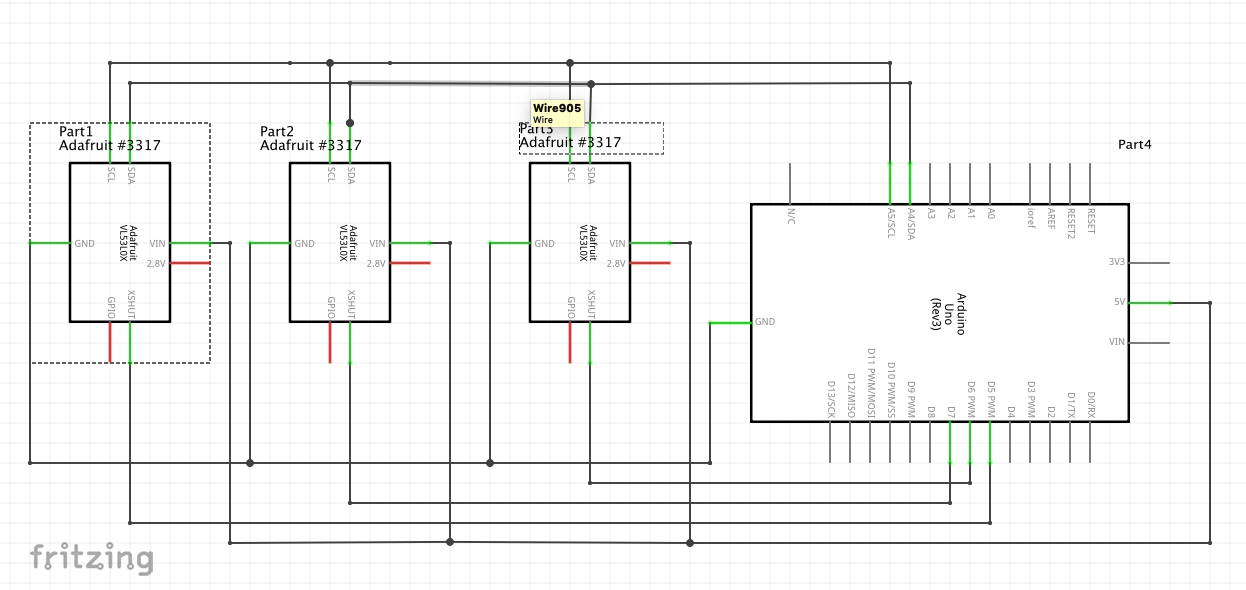 Wire905
Wire
Part1
Adafruit #3317
Part2
Adafruit #3317
Part3
Adafruit #3317
Part4
SCL
SDA
GND
VIN
2.8V
GPIO
XSHUT
Adafruit
VL53L0X
SCL
SDA
GND
VIN
2.8V
GPIO
XSHUT
Adafruit
VL53L0X
SCL
SDA
GND
VIN
2.8V
GPIO
XSHUT
Adafruit
VL53L0X
N/C
A5/SCL
A4/SDA
A3
A2
A1
A0
ioref
AREF
RESET2
RESET
3V3
5V
VIN
GND
Arduino
Uno
(Rev3)
D13/SCK
D12/MISO
D11 PWM/MOSI
D10 PWM/SS
D9 PWM
D8
D7
D6 PWM
D5 PWM
D4
D3 PWM
D2
D1/TX
D0/RX
fritzing